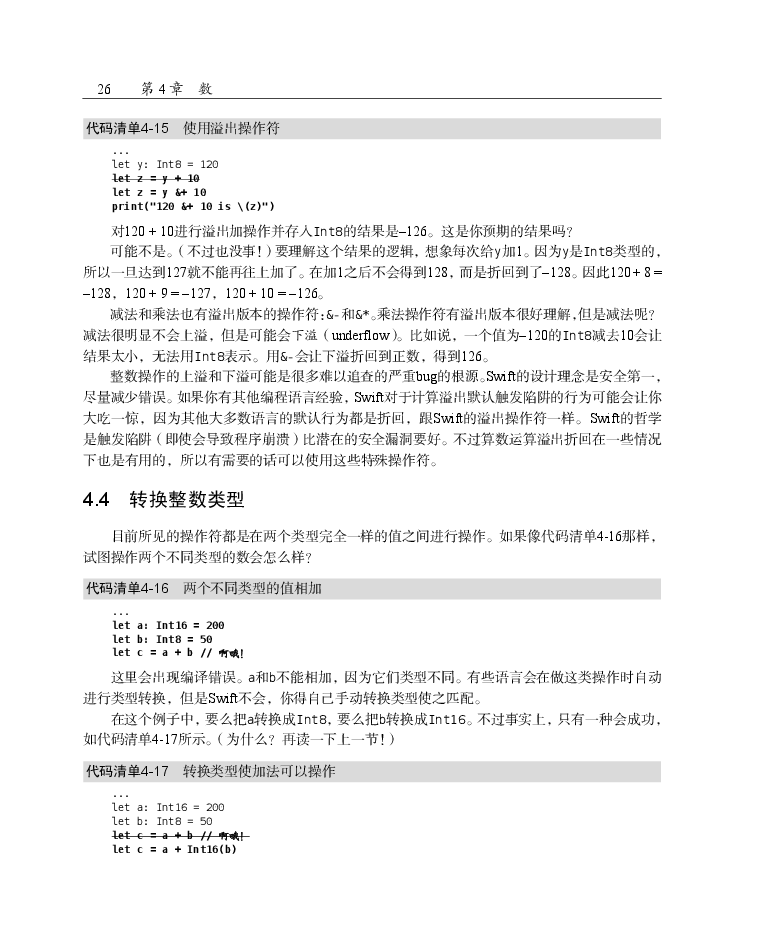 26 第 4 章 数
代码清单4-15 使用溢出操作符
...
let y: Int8 = 120
let z = y + 10
let z = y &+ 10
print("120 &+ 10 is \(z)")
对120 + 10进行溢出加操作并存入Int8的结果是–126。这是你预期的结果吗？
可能不是。（不过也没事！）要理解这个结果的逻辑，想象每次给y加1。因为y是Int8类型的，
所以一旦达到127就不能再往上加了。在加1之后不会得到128，而是折回到了–128。因此120 + 8 =
–128，120 + 9 = –127，120 + 10 = –126。
减法和乘法也有溢出版本的操作符：&-和&*。乘法操作符有溢出版本很好理解，但是减法呢？
减法很明显不会上溢，但是可能会下溢（underflow）。比如说，一个值为–120的Int8减去10会让
结果太小，无法用Int8表示。用&-会让下溢折回到正数，得到126。
整数操作的上溢和下溢可能是很多难以追查的严重bug的根源。Swift的设计理念是安全第一，
尽量减少错误。如果你有其他编程语言经验，Swift对于计算溢出默认触发陷阱的行为可能会让你
大吃一惊，因为其他大多数语言的默认行为都是折回，跟Swift的溢出操作符一样。Swift的哲学
是触发陷阱（即使会导致程序崩溃）比潜在的安全漏洞要好。不过算数运算溢出折回在一些情况
下也是有用的，所以有需要的话可以使用这些特殊操作符。
4.4 转换整数类型
目前所见的操作符都是在两个类型完全一样的值之间进行操作。如果像代码清单4-16那样，
试图操作两个不同类型的数会怎么样？
代码清单4-16 两个不同类型的值相加
...
let a: Int16 = 200
let b: Int8 = 50
let c = a + b // 啊哦！
这里会出现编译错误。a和b不能相加，因为它们类型不同。有些语言会在做这类操作时自动
进行类型转换，但是Swift不会，你得自己手动转换类型使之匹配。
在这个例子中，要么把a转换成Int8，要么把b转换成Int16。不过事实上，只有一种会成功，
如代码清单4-17所示。（为什么？再读一下上一节！）
代码清单4-17 转换类型使加法可以操作
...
let a: Int16 = 200
let b: Int8 = 50
let c = a + b // 啊哦！
let c = a + Int16(b)